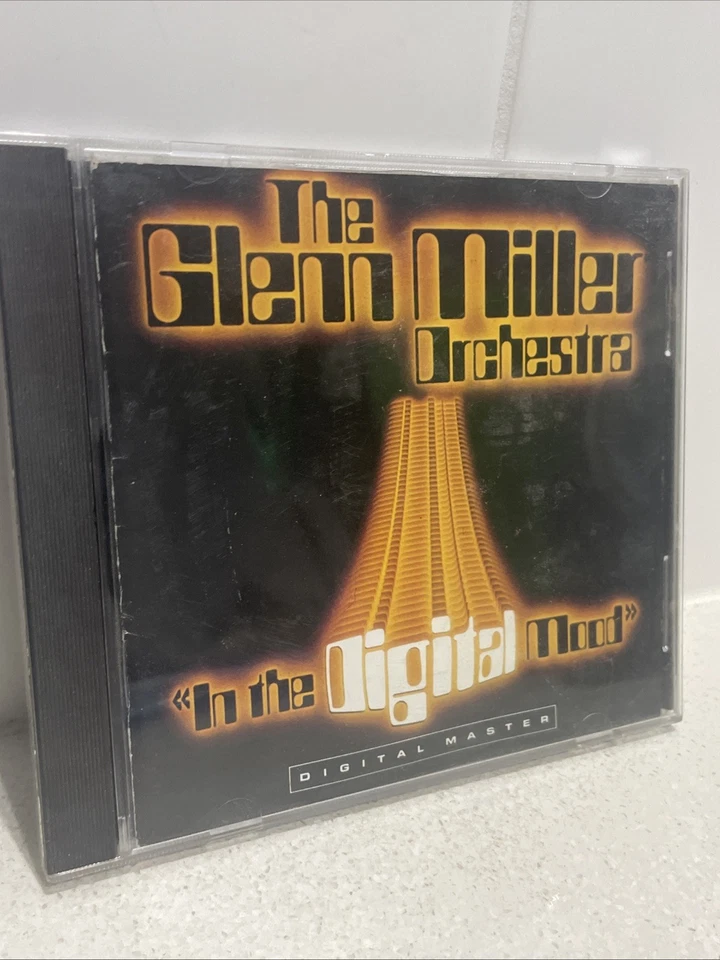 The
Glenn Miller
Orchestra
«In the Digital Mood»
DIGITAL MASTER